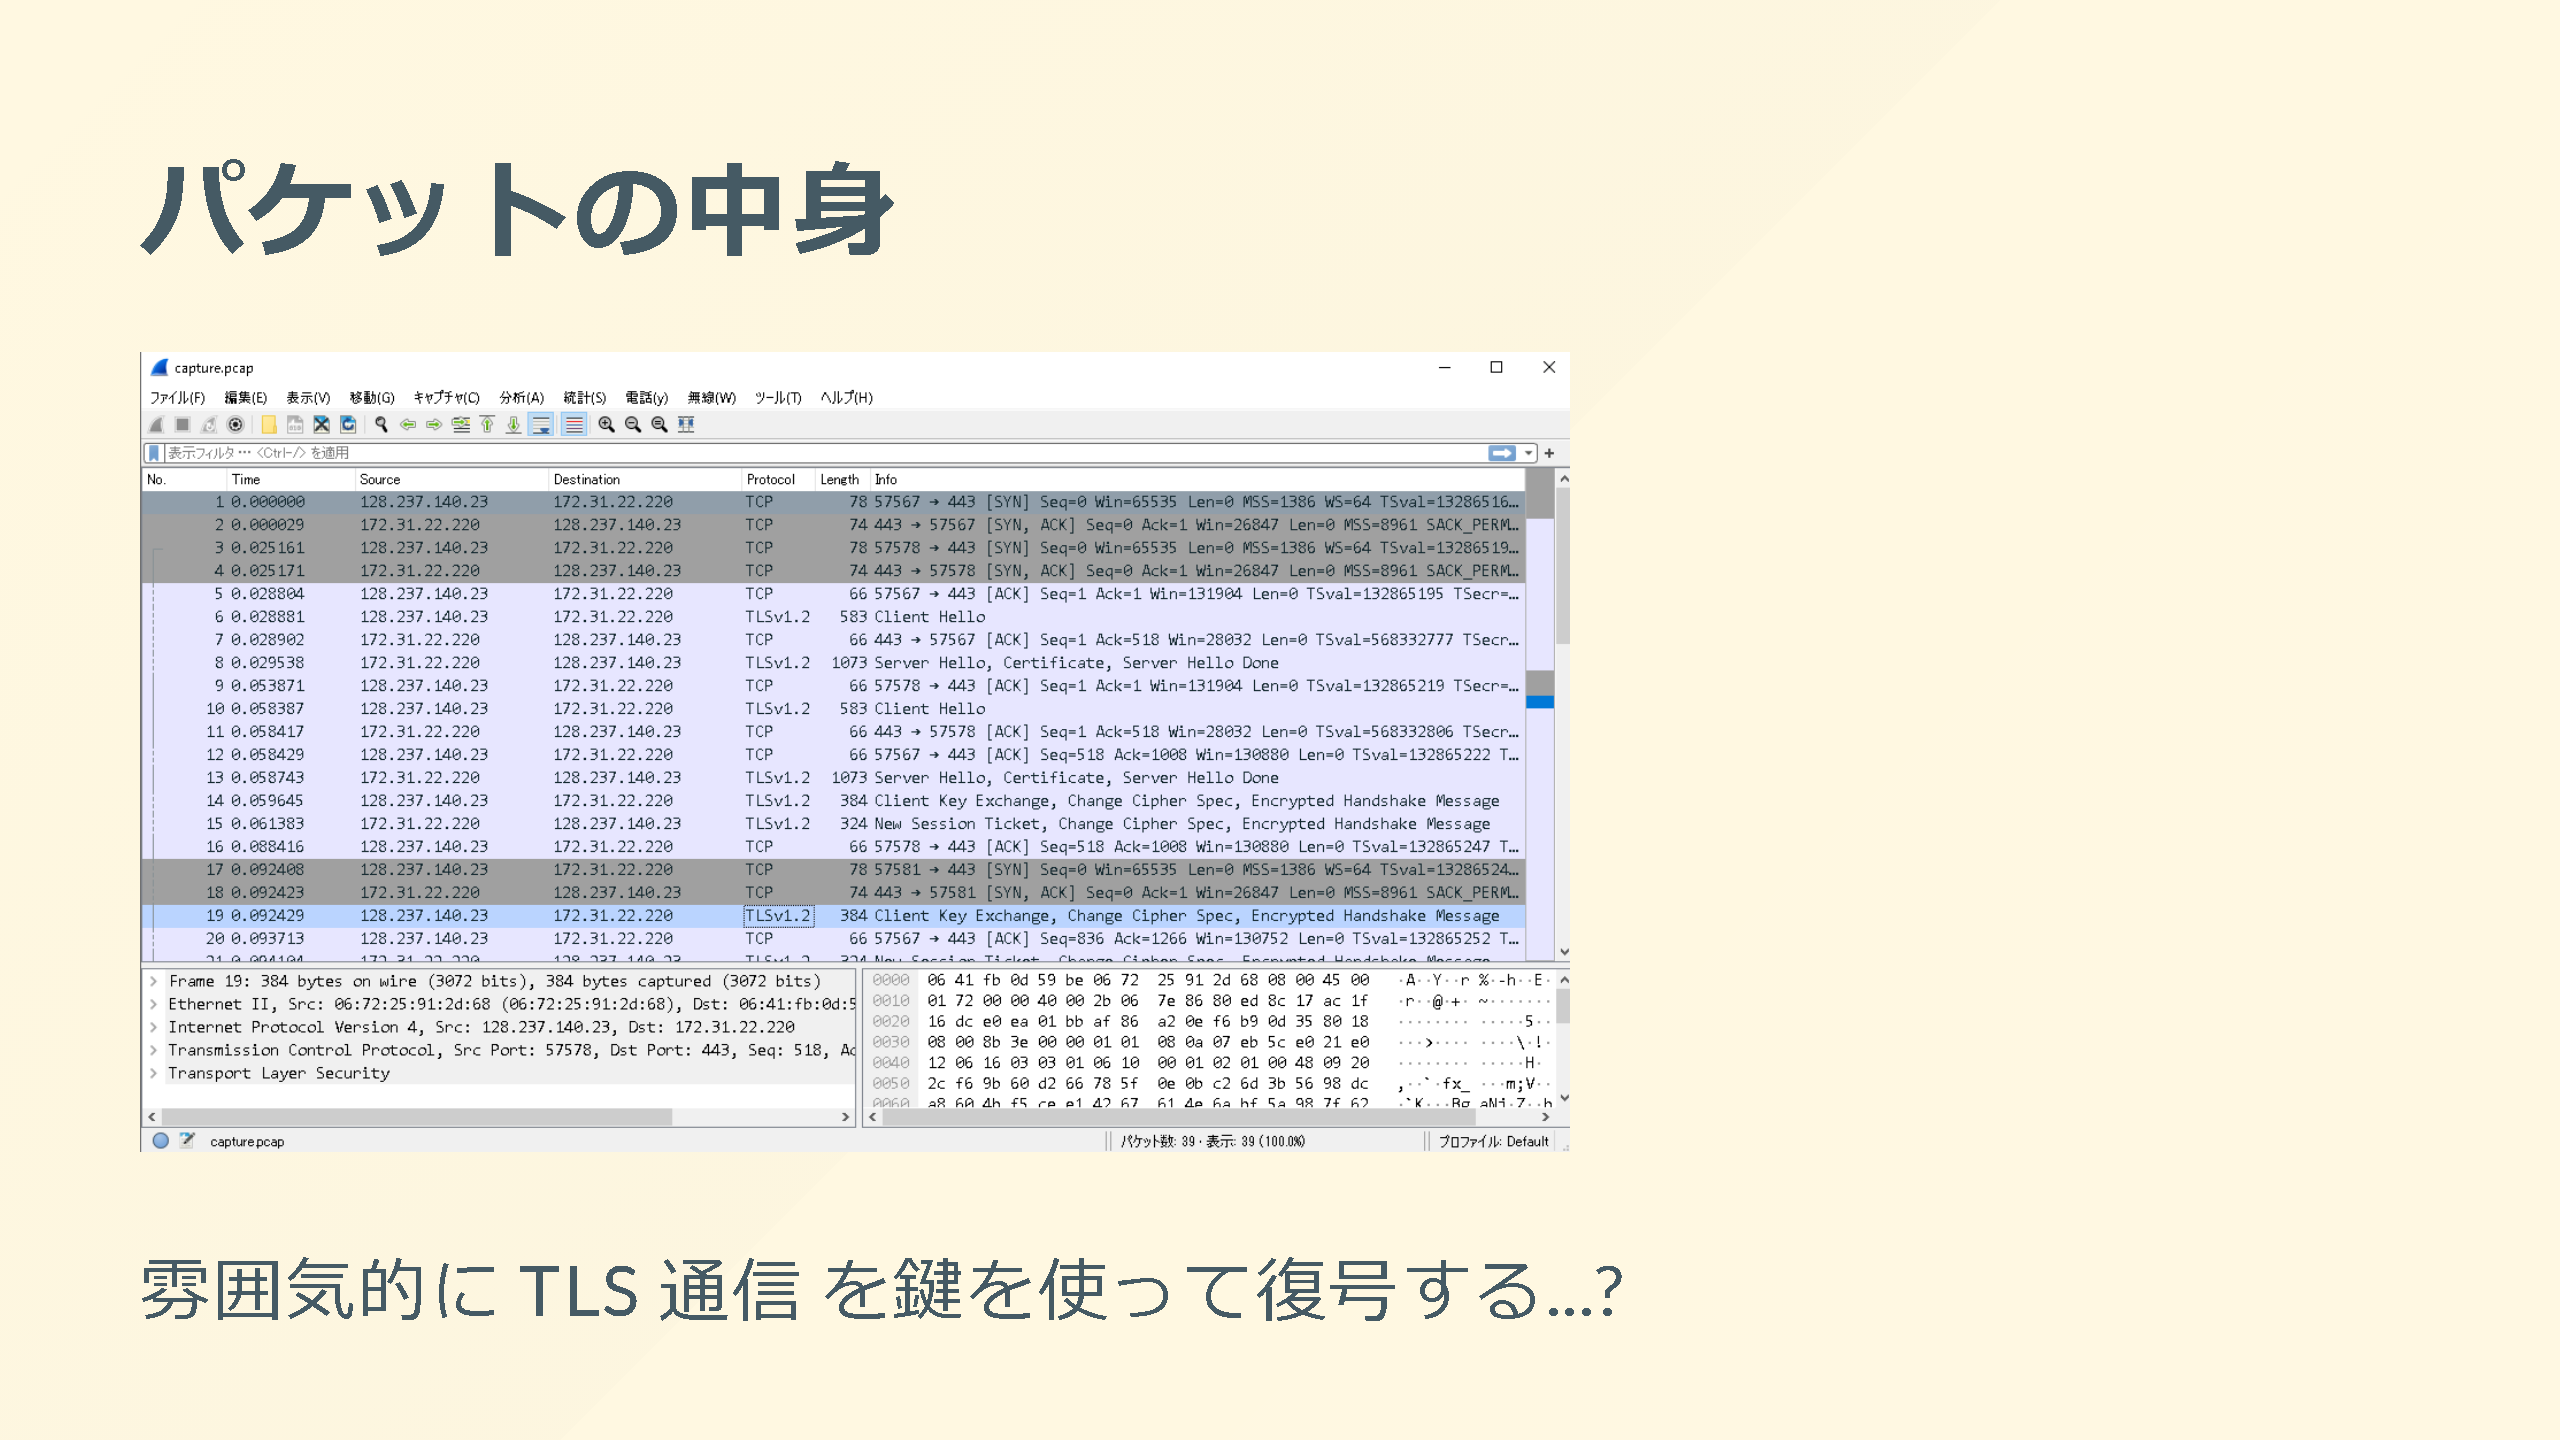 パケットの中身
capture.pcap
ファイル(F) 編集(E) 表示(V) 移動(G) キャプチャ(C) 分析(A) 統計(S) 電話(y) 無線(W) ツール(T) ヘルプ(H)
表示フィルタ … <Ctrl-/> を適用
No. Time Source Destination Protocol Length Info
1 0.000000 128.237.140.23 172.31.22.220 TCP 78 57567 → 443 [SYN] Seq=0 Win=65535 Len=0 MSS=1386 WS=64 TSval=13286516…
2 0.000029 172.31.22.220 128.237.140.23 TCP 74 443 → 57567 [SYN, ACK] Seq=0 Ack=1 Win=26847 Len=0 MSS=8961 SACK_PERM…
3 0.025161 128.237.140.23 172.31.22.220 TCP 78 57578 → 443 [SYN] Seq=0 Win=65535 Len=0 MSS=1386 WS=64 TSval=13286519…
4 0.025171 172.31.22.220 128.237.140.23 TCP 74 443 → 57578 [SYN, ACK] Seq=0 Ack=1 Win=26847 Len=0 MSS=8961 SACK_PERM…
5 0.028804 128.237.140.23 172.31.22.220 TCP 66 57567 → 443 [ACK] Seq=1 Ack=1 Win=131904 Len=0 TSval=132865195 TSecr=…
6 0.028881 128.237.140.23 172.31.22.220 TLSv1.2 583 Client Hello
7 0.028902 172.31.22.220 128.237.140.23 TCP 66 443 → 57567 [ACK] Seq=1 Ack=518 Win=28032 Len=0 TSval=568332777 TSecr…
8 0.029538 172.31.22.220 128.237.140.23 TLSv1.2 1073 Server Hello, Certificate, Server Hello Done
9 0.053871 128.237.140.23 172.31.22.220 TCP 66 57578 → 443 [ACK] Seq=1 Ack=1 Win=131904 Len=0 TSval=132865219 TSecr=…
10 0.058387 128.237.140.23 172.31.22.220 TLSv1.2 583 Client Hello
11 0.058417 172.31.22.220 128.237.140.23 TCP 66 443 → 57578 [ACK] Seq=1 Ack=518 Win=28032 Len=0 TSval=568332806 TSecr…
12 0.058429 128.237.140.23 172.31.22.220 TCP 66 57567 → 443 [ACK] Seq=518 Ack=1008 Win=130880 Len=0 TSval=132865222 T…
13 0.058743 172.31.22.220 128.237.140.23 TLSv1.2 1073 Server Hello, Certificate, Server Hello Done
14 0.059645 128.237.140.23 172.31.22.220 TLSv1.2 384 Client Key Exchange, Change Cipher Spec, Encrypted Handshake Message
15 0.061383 172.31.22.220 128.237.140.23 TLSv1.2 324 New Session Ticket, Change Cipher Spec, Encrypted Handshake Message
16 0.088416 128.237.140.23 172.31.22.220 TCP 66 57578 → 443 [ACK] Seq=518 Ack=1008 Win=130880 Len=0 TSval=132865247 T…
17 0.092408 128.237.140.23 172.31.22.220 TCP 78 57581 → 443 [SYN] Seq=0 Win=65535 Len=0 MSS=1386 WS=64 TSval=13286524…
18 0.092423 172.31.22.220 128.237.140.23 TCP 74 443 → 57581 [SYN, ACK] Seq=0 Ack=1 Win=26847 Len=0 MSS=8961 SACK_PERM…
19 0.092429 128.237.140.23 172.31.22.220 TLSv1.2 384 Client Key Exchange, Change Cipher Spec, Encrypted Handshake Message
20 0.093713 128.237.140.23 172.31.22.220 TCP 66 57567 → 443 [ACK] Seq=836 Ack=1266 Win=130752 Len=0 TSval=132865252 T…
Frame 19: 384 bytes on wire (3072 bits), 384 bytes captured (3072 bits)
Ethernet II, Src: 06:72:25:91:2d:68 (06:72:25:91:2d:68), Dst: 06:41:fb:0d:5
Internet Protocol Version 4, Src: 128.237.140.23, Dst: 172.31.22.220
Transmission Control Protocol, Src Port: 57578, Dst Port: 443, Seq: 518, Ac
Transport Layer Security
0000 06 41 fb 0d 59 be 06 72 25 91 2d 68 08 00 45 00 ·A··Y··r %·-h··E·
0010 01 72 00 00 40 00 2b 06 7e 86 80 ed 8c 17 ac 1f ·r··@·+· ~·······
0020 16 dc e0 ea 01 bb af 86 a2 0e f6 b9 0d 35 80 18 ········ ·····5··
0030 08 00 8b 3e 00 00 01 01 08 0a 07 eb 5c e0 21 e0 ···>···· ····\·!·
0040 12 06 16 03 03 01 06 10 00 01 02 01 00 48 09 20 ········ ·····H·
0050 2c f6 9b 60 d2 66 78 5f 0e 0b c2 6d 3b 56 98 dc ,··`·fx_ ···m;V··
capture.pcap パケット数: 39 · 表示: 39 (100.0%) プロファイル: Default
雰囲気的に TLS 通信 を鍵を使って復号する...?